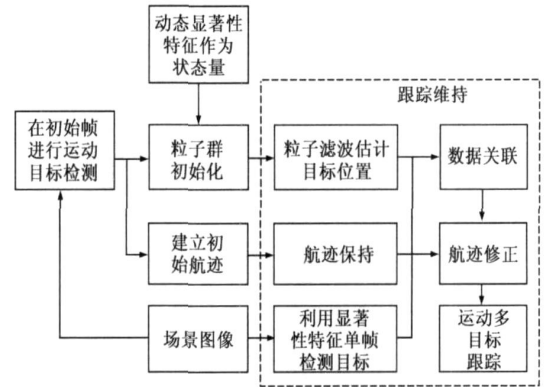 动态显著性
特征作为
状态量
跟踪维持
在初始帧
进行运动
目标检测
粒子群
初始化
粒子滤波估计
目标位置
数据关联
建立初
始航迹
航迹保持
航迹修正
场景图像
利用显著
性特征单帧
检测目标
运动多
目标
跟踪